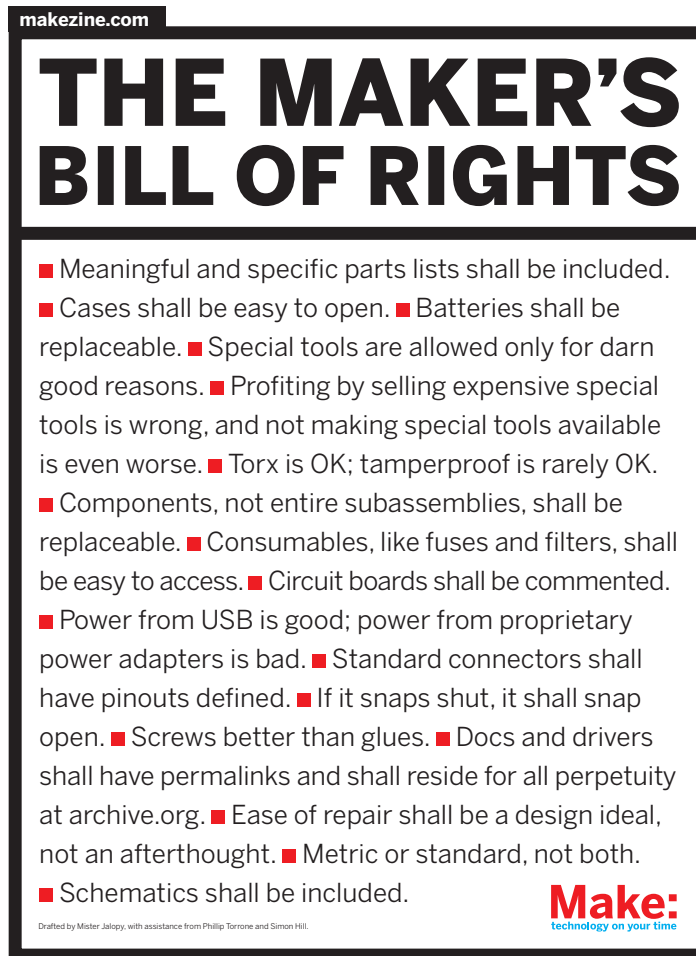 makezine.com
THE MAKER'S
BILL OF RIGHTS
■ Meaningful and specific parts lists shall be included.
■ Cases shall be easy to open. ■ Batteries shall be
replaceable. ■ Special tools are allowed only for darn
good reasons. ■ Profiting by selling expensive special
tools is wrong, and not making special tools available
is even worse. ■ Torx is OK; tamperproof is rarely OK.
■ Components, not entire subassemblies, shall be
replaceable. ■ Consumables, like fuses and filters, shall
be easy to access. ■ Circuit boards shall be commented.
■ Power from USB is good; power from proprietary
power adapters is bad. ■ Standard connectors shall
have pinouts defined. ■ If it snaps shut, it shall snap
open. ■ Screws better than glues. ■ Docs and drivers
shall have permalinks and shall reside for all perpetuity
at archive.org. ■ Ease of repair shall be a design ideal,
not an afterthought. ■ Metric or standard, not both.
■ Schematics shall be included.
Drafted by Mister Jalopy, with assistance from Phillip Torrone and Simon Hill.
Make:
technology on your time